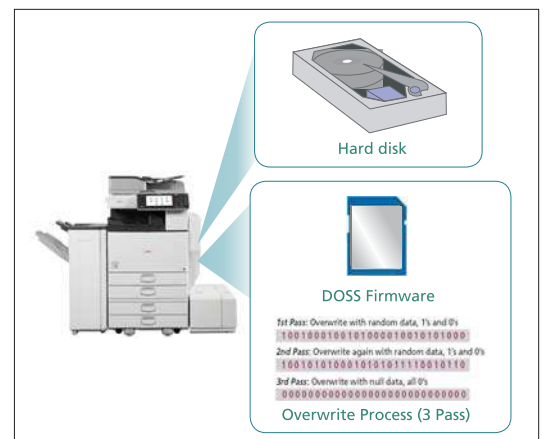 Hard disk
DOSS Firmware
1st Pass: Overwrite with random data, 1's and 0's
1001000100101000010010101000
2nd Pass: Overwrite again with random data, 1's and 0's
1001010100010101011110010110
3rd Pass: Overwrite with null data, all 0's
0000000000000000000000000000
Overwrite Process (3 Pass)